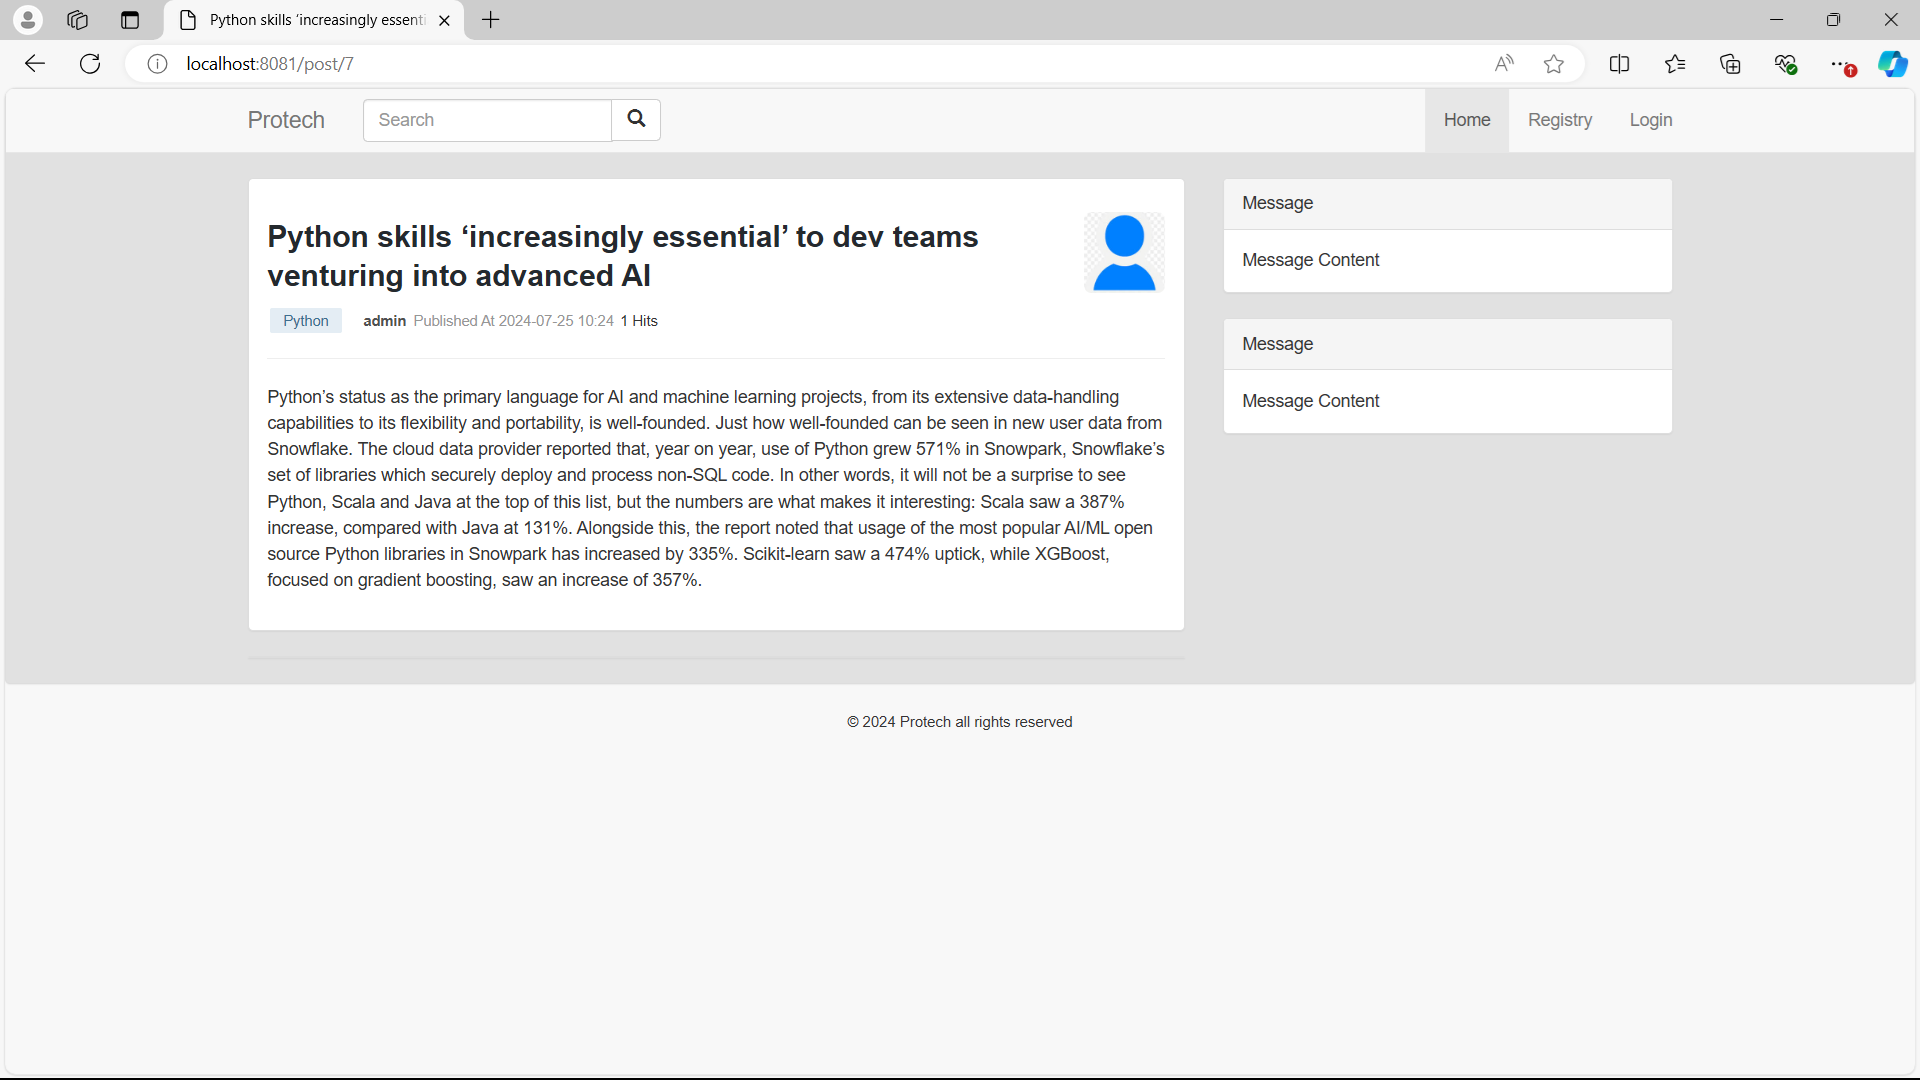 Python skills ‘increasingly essenti
localhost:8081/post/7
Protech
Search
Home
Registry
Login
Python skills ‘increasingly essential’ to dev teams
venturing into advanced AI
Python
admin Published At 2024-07-25 10:24 1 Hits
Python’s status as the primary language for AI and machine learning projects, from its extensive data-handling
capabilities to its flexibility and portability, is well-founded. Just how well-founded can be seen in new user data from
Snowflake. The cloud data provider reported that, year on year, use of Python grew 571% in Snowpark, Snowflake’s
set of libraries which securely deploy and process non-SQL code. In other words, it will not be a surprise to see
Python, Scala and Java at the top of this list, but the numbers are what makes it interesting: Scala saw a 387%
increase, compared with Java at 131%. Alongside this, the report noted that usage of the most popular AI/ML open
source Python libraries in Snowpark has increased by 335%. Scikit-learn saw a 474% uptick, while XGBoost,
focused on gradient boosting, saw an increase of 357%.
Message
Message Content
Message
Message Content
© 2024 Protech all rights reserved